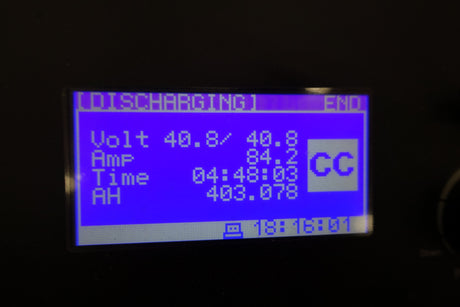 [DISCHARGING] END
Volt 40.8/ 40.8
Amp 84.2
Time 04:48:03
AH 403.078
CC
18:16:01